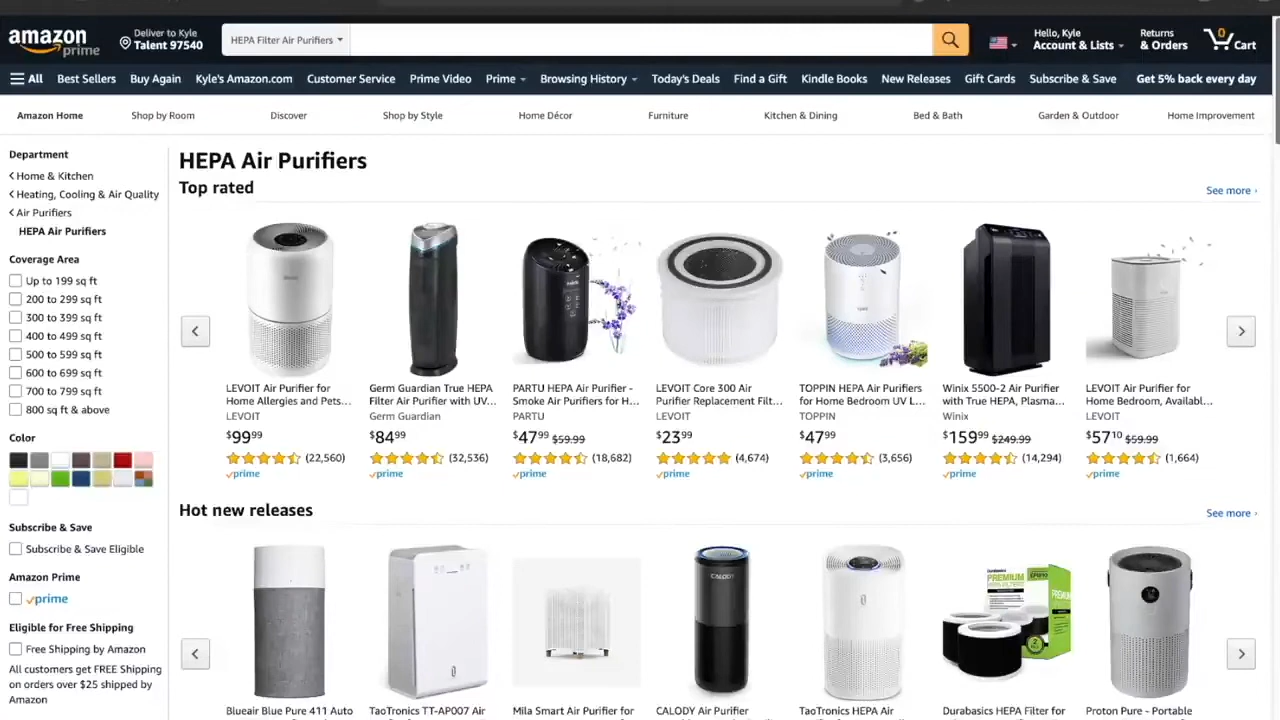 amazon prime
Deliver to Kyle
Talent 97540
HEPA Filter Air Purifiers
Hello, Kyle
Account & Lists
Returns
& Orders
0
Cart
All
Best Sellers
Buy Again
Kyle's Amazon.com
Customer Service
Prime Video
Prime
Browsing History
Today's Deals
Find a Gift
Kindle Books
New Releases
Gift Cards
Subscribe & Save
Get 5% back every day
Amazon Home
Shop by Room
Discover
Shop by Style
Home Décor
Furniture
Kitchen & Dining
Bed & Bath
Garden & Outdoor
Home Improvement
Department
Home & Kitchen
Heating, Cooling & Air Quality
Air Purifiers
HEPA Air Purifiers
Coverage Area
Up to 199 sq ft
200 to 299 sq ft
300 to 399 sq ft
400 to 499 sq ft
500 to 599 sq ft
600 to 699 sq ft
700 to 799 sq ft
800 sq ft & above
Color
Subscribe & Save
Subscribe & Save Eligible
Amazon Prime
prime
Eligible for Free Shipping
Free Shipping by Amazon
All customers get FREE Shipping
on orders over $25 shipped by
Amazon
HEPA Air Purifiers
Top rated
See more ›
LEVOIT Air Purifier for
Home Allergies and Pets...
LEVOIT
$99.99
(22,560)
prime
Germ Guardian True HEPA
Filter Air Purifier with UV...
Germ Guardian
$84.99
(32,536)
prime
PARTU HEPA Air Purifier -
Smoke Air Purifiers for H...
PARTU
$47.99 $59.99
(18,682)
prime
LEVOIT Core 300 Air
Purifier Replacement Filt...
LEVOIT
$23.99
(4,674)
prime
TOPPIN HEPA Air Purifiers
for Home Bedroom UV L...
TOPPIN
$47.99
(3,656)
prime
Winix 5500-2 Air Purifier
with True HEPA, Plasma...
Winix
$159.99 $249.99
(14,294)
prime
LEVOIT Air Purifier for
Home Bedroom, Availabl...
LEVOIT
$57.10 $59.99
(1,664)
prime
Hot new releases
See more ›
CALODY
Durabasics
PREMIUM
Blueair Blue Pure 411 Auto
TaoTronics TT-AP007 Air
Mila Smart Air Purifier for
CALODY Air Purifier
TaoTronics HEPA Air
Durabasics HEPA Filter for
Proton Pure - Portable